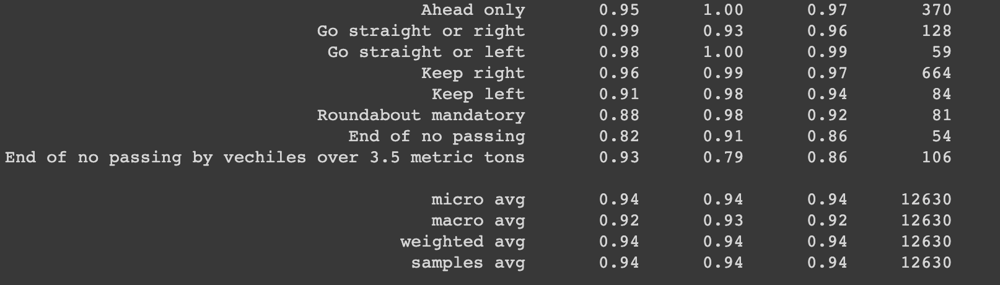 Ahead only 0.95 1.00 0.97 370
Go straight or right 0.99 0.93 0.96 128
Go straight or left 0.98 1.00 0.99 59
Keep right 0.96 0.99 0.97 664
Keep left 0.91 0.98 0.94 84
Roundabout mandatory 0.88 0.98 0.92 81
End of no passing 0.82 0.91 0.86 54
End of no passing by vechiles over 3.5 metric tons 0.93 0.79 0.86 106
micro avg 0.94 0.94 0.94 12630
macro avg 0.92 0.93 0.92 12630
weighted avg 0.94 0.94 0.94 12630
samples avg 0.94 0.94 0.94 12630